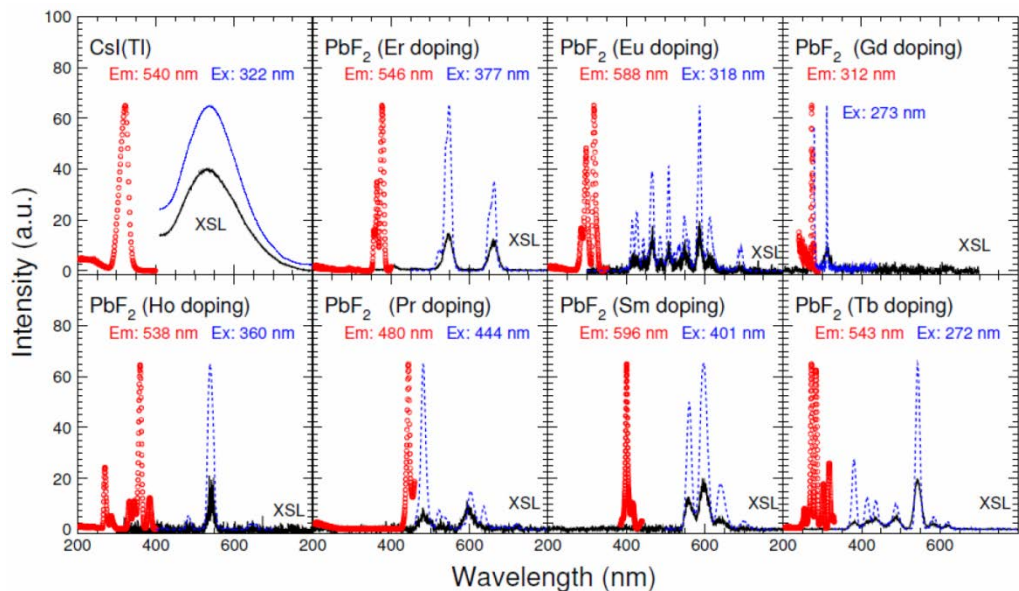 Intensity (a.u.)
100
80
60
40
20
0
CsI(Tl)
Em: 540 nm Ex: 322 nm
XSL
PbF2 (Er doping)
Em: 546 nm Ex: 377 nm
XSL
PbF2 (Eu doping)
Em: 588 nm Ex: 318 nm
XSL
PbF2 (Gd doping)
Em: 312 nm
Ex: 273 nm
XSL
80
60
40
20
0
PbF2 (Ho doping)
Em: 538 nm Ex: 360 nm
XSL
PbF2 (Pr doping)
Em: 480 nm Ex: 444 nm
XSL
PbF2 (Sm doping)
Em: 596 nm Ex: 401 nm
XSL
PbF2 (Tb doping)
Em: 543 nm Ex: 272 nm
XSL
200 400 600 200 400 600 200 400 600 200 400 600
Wavelength (nm)